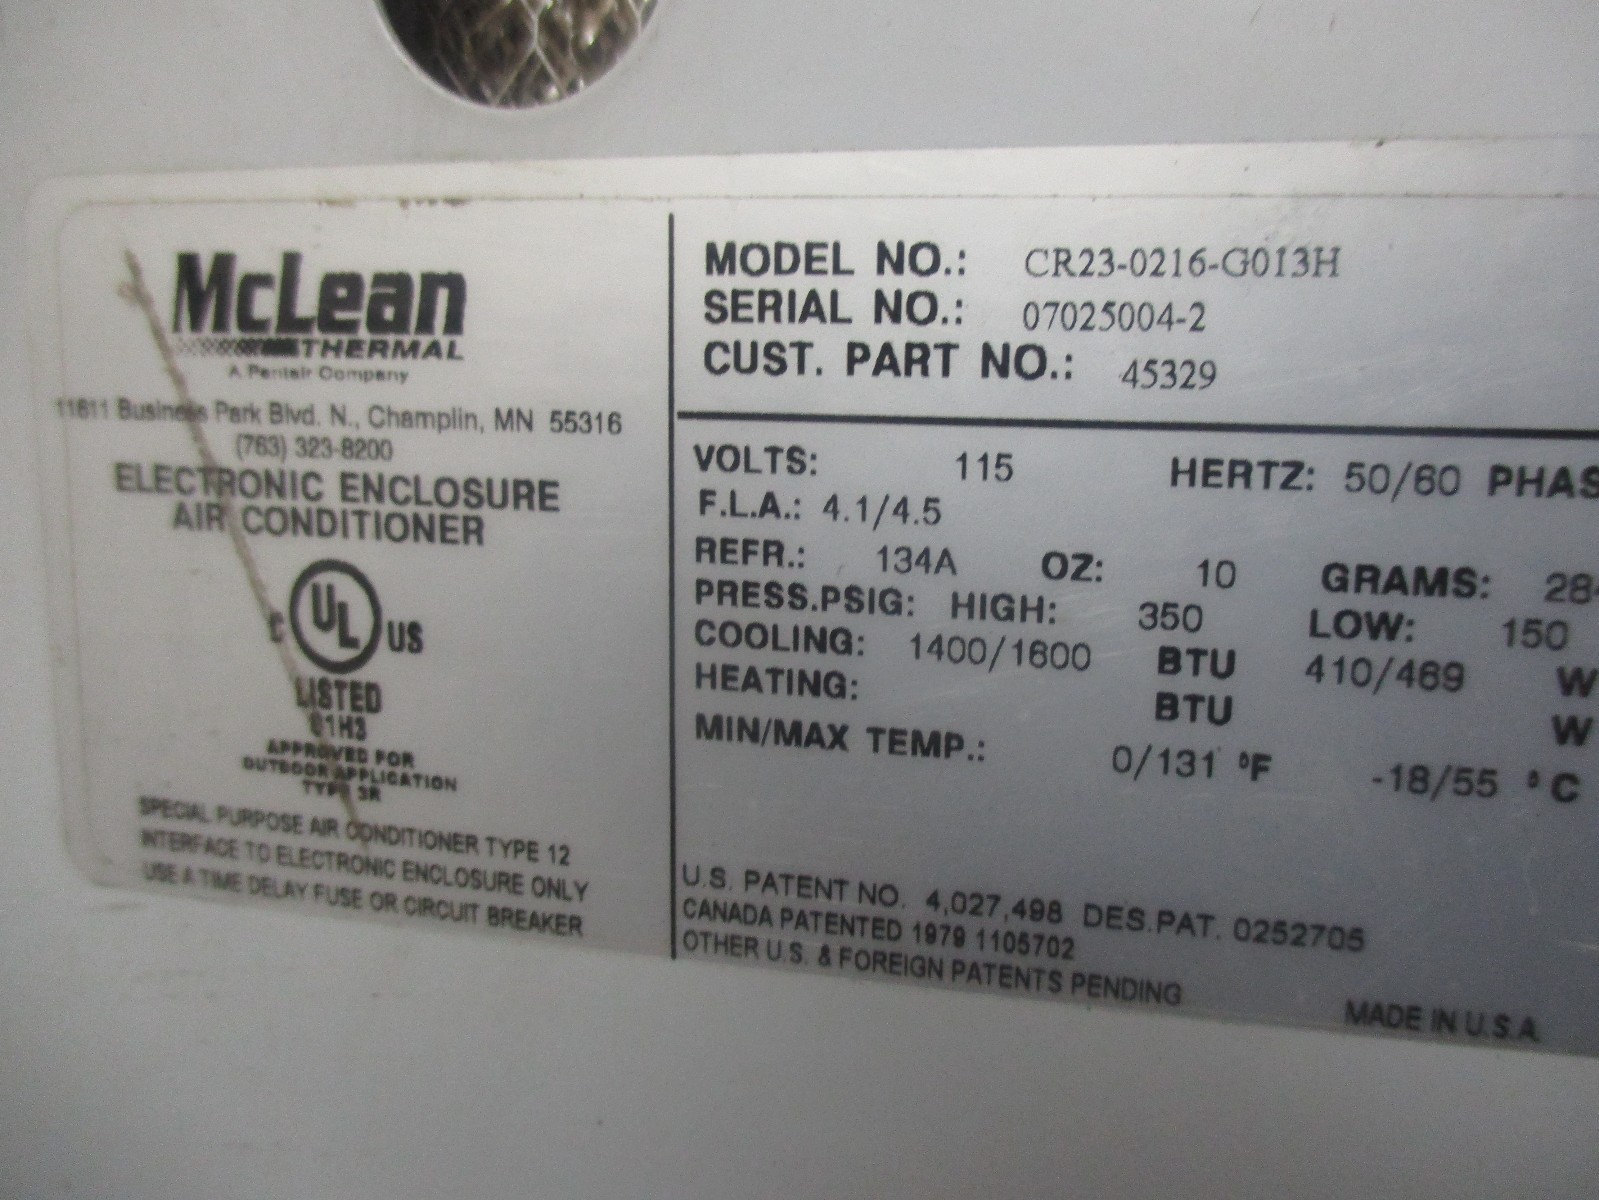 McLean
THERMAL
A Pentair Company
11611 Business Park Blvd. N., Champlin, MN 55316
(763) 323-8200
ELECTRONIC ENCLOSURE
AIR CONDITIONER
C UL US
LISTED
81H3
APPROVED FOR
OUTDOOR APPLICATION
TYPE 3R
SPECIAL PURPOSE AIR CONDITIONER TYPE 12
INTERFACE TO ELECTRONIC ENCLOSURE ONLY
USE A TIME DELAY FUSE OR CIRCUIT BREAKER
MODEL NO.: CR23-0216-G013H
SERIAL NO.: 07025004-2
CUST. PART NO.: 45329
VOLTS: 115 HERTZ: 50/60 PHAS
F.L.A.: 4.1/4.5
REFR.: 134A OZ: 10 GRAMS: 28
PRESS.PSIG: HIGH: 350 LOW: 150
COOLING: 1400/1600 BTU 410/469 W
HEATING: BTU W
MIN/MAX TEMP.: 0/131 °F -18/55 °C
U.S. PATENT NO. 4,027,498 DES.PAT. 0252705
CANADA PATENTED 1979 1105702
OTHER U.S. & FOREIGN PATENTS PENDING
MADE IN U.S.A